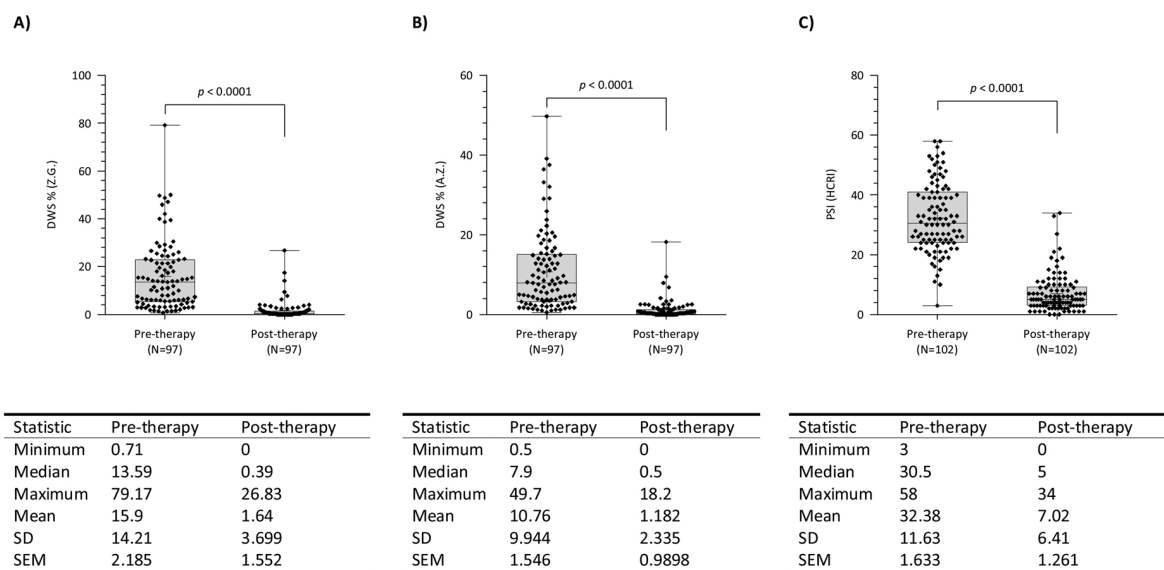 A)
B)
C)
100
80
60
40
20
0
DWS % (Z.G.)
p < 0.0001
Pre-therapy
(N=97)
Post-therapy
(N=97)
60
40
20
0
DWS % (A.Z.)
p < 0.0001
Pre-therapy
(N=97)
Post-therapy
(N=97)
80
60
40
20
0
PSI (HCRI)
p < 0.0001
Pre-therapy
(N=102)
Post-therapy
(N=102)
Statistic Pre-therapy Post-therapy
Minimum 0.71 0
Median 13.59 0.39
Maximum 79.17 26.83
Mean 15.9 1.64
SD 14.21 3.699
SEM 2.185 1.552
Statistic Pre-therapy Post-therapy
Minimum 0.5 0
Median 7.9 0.5
Maximum 49.7 18.2
Mean 10.76 1.182
SD 9.944 2.335
SEM 1.546 0.9898
Statistic Pre-therapy Post-therapy
Minimum 3 0
Median 30.5 5
Maximum 58 34
Mean 32.38 7.02
SD 11.63 6.41
SEM 1.633 1.261